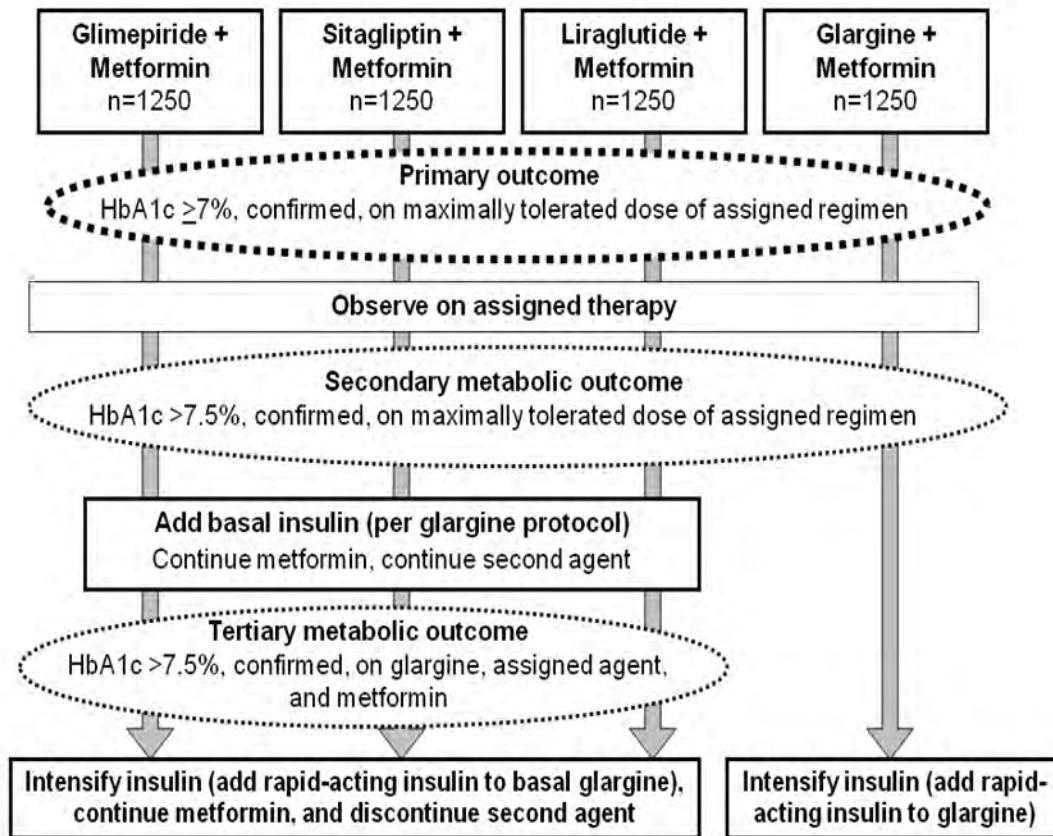 Glimepiride +
Metformin
n=1250
Sitagliptin +
Metformin
n=1250
Liraglutide +
Metformin
n=1250
Glargine +
Metformin
n=1250
Primary outcome
HbA1c ≥7%, confirmed, on maximally tolerated dose of assigned regimen
Observe on assigned therapy
Secondary metabolic outcome
HbA1c >7.5%, confirmed, on maximally tolerated dose of assigned regimen
Add basal insulin (per glargine protocol)
Continue metformin, continue second agent
Tertiary metabolic outcome
HbA1c >7.5%, confirmed, on glargine, assigned agent,
and metformin
Intensify insulin (add rapid-acting insulin to basal glargine),
continue metformin, and discontinue second agent
Intensify insulin (add rapid-
acting insulin to glargine)